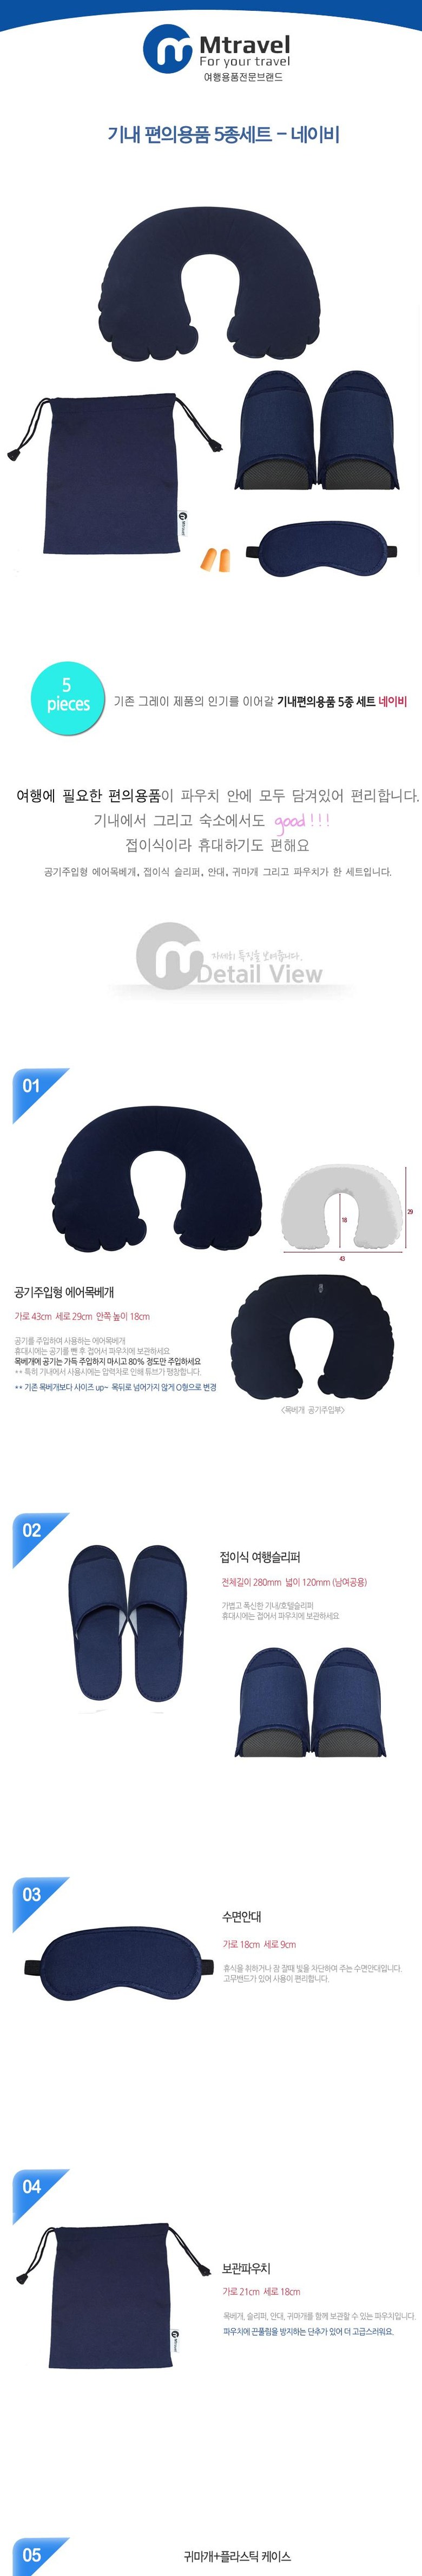 Mtravel
For your travel
여행용품전문브랜드
기내 편의용품 5종세트 - 네이비
Mtravel
5
pieces
기존 그레이 제품의 인기를 이어갈 기내편의용품 5종 세트 네이비
여행에 필요한 편의용품이 파우치 안에 모두 담겨있어 편리합니다.
기내에서 그리고 숙소에서도 good!!!
접이식이라 휴대하기도 편해요
공기주입형 에어목베개, 접이식 슬리퍼, 안대, 귀마개 그리고 파우치가 한 세트입니다.
자세히 특징을 보여줍니다.
Detail View
01
18
29
43
공기주입형 에어목베개
가로 43cm 세로 29cm 안쪽 높이 18cm
공기를 주입하여 사용하는 에어목베개
휴대시에는 공기를 뺀 후 접어서 파우치에 보관하세요
목베개에 공기는 가득 주입하지 마시고 80% 정도만 주입하세요
** 특히 기내에서 사용시에는 압력차로 인해 튜브가 팽창합니다.
** 기존 목베개보다 사이즈 up~ 목뒤로 넘어가지 않게 O형으로 변경
<목베개 공기주입부>
02
접이식 여행슬리퍼
전체길이 280mm 넓이 120mm (남여공용)
가볍고 폭신한 기내/호텔슬리퍼
휴대시에는 접어서 파우치에 보관하세요
03
수면안대
가로 18cm 세로 9cm
휴식을 취하거나 잠 잘때 빛을 차단하여 주는 수면안대입니다.
고무밴드가 있어 사용이 편리합니다.
04
보관파우치
가로 21cm 세로 18cm
목베개, 슬리퍼, 안대, 귀마개를 함께 보관할 수 있는 파우치입니다.
파우치에 끈풀림을 방지하는 단추가 있어 더 고급스러워요.
Mtravel
05
귀마개+플라스틱 케이스